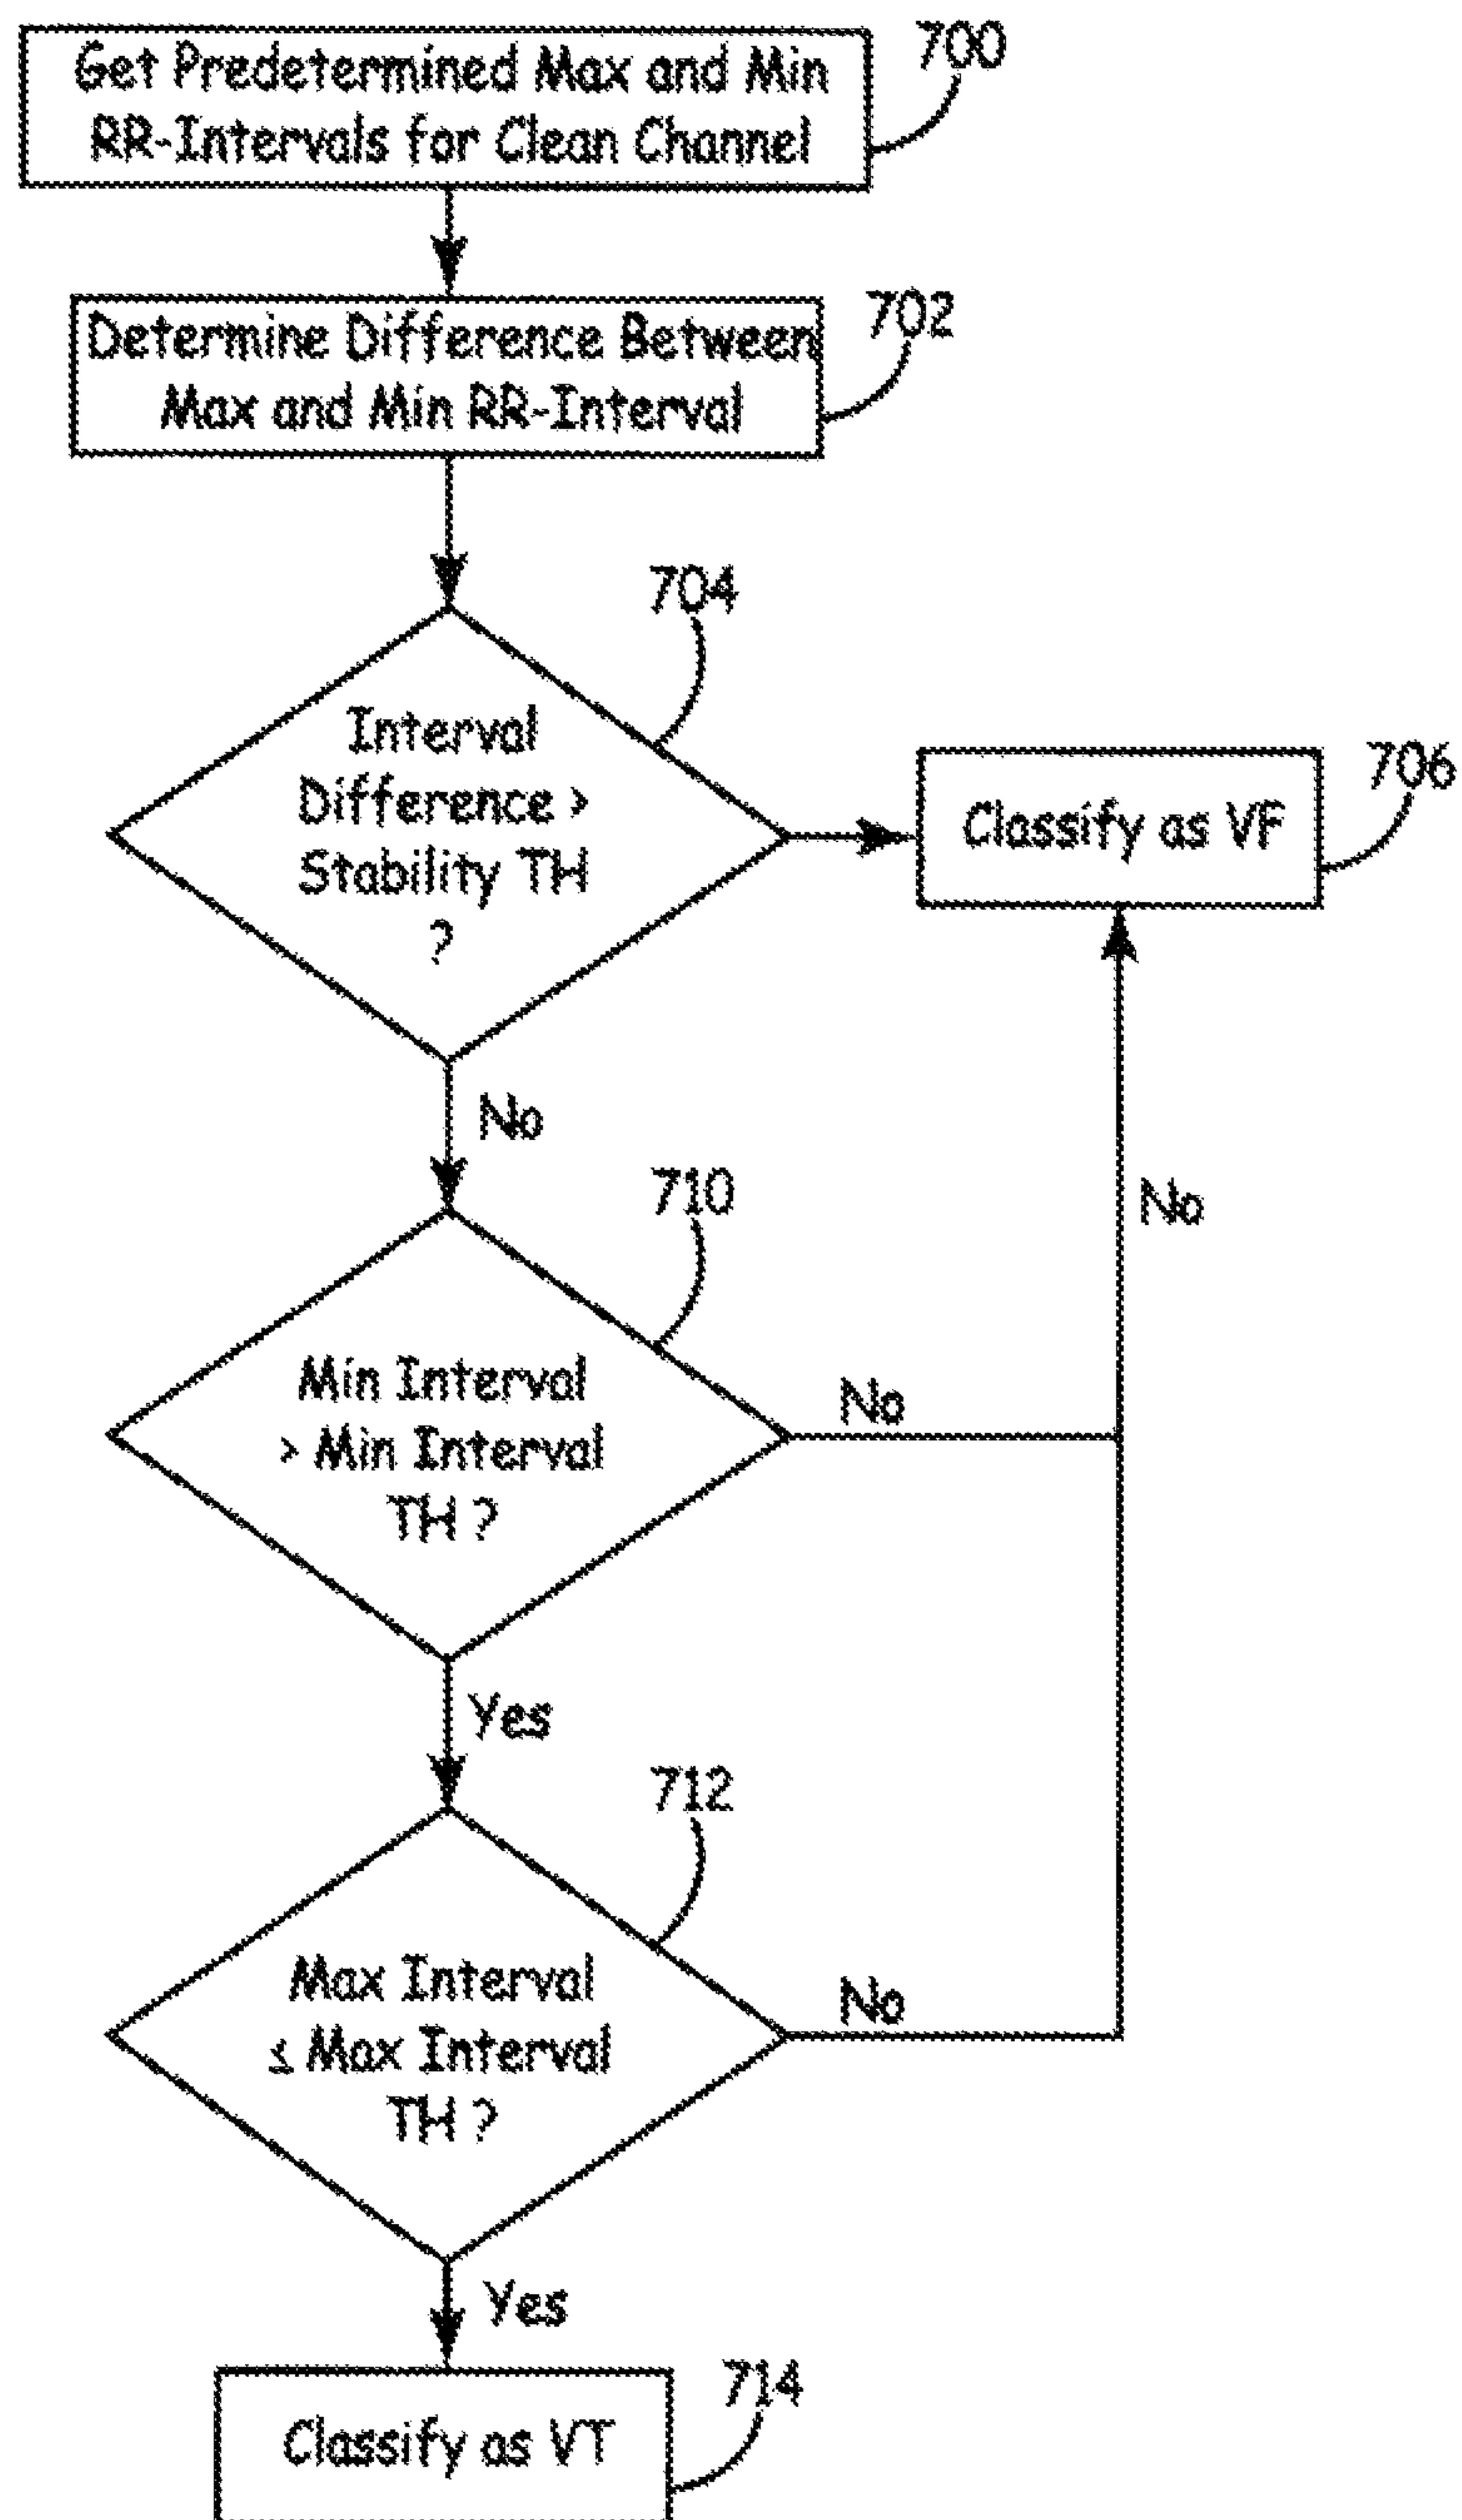 Get Predetermined Max and Min
RR-Intervals for Clean Channel
700
Determine Difference Between
Max and Min RR-Interval
702
704
Interval
Difference >
Stability TH
?
Classify as VF
706
No
710
No
Min Interval
> Min Interval
TH ?
No
Yes
712
Max Interval
≤ Max Interval
TH ?
No
Yes
714
Classify as VT